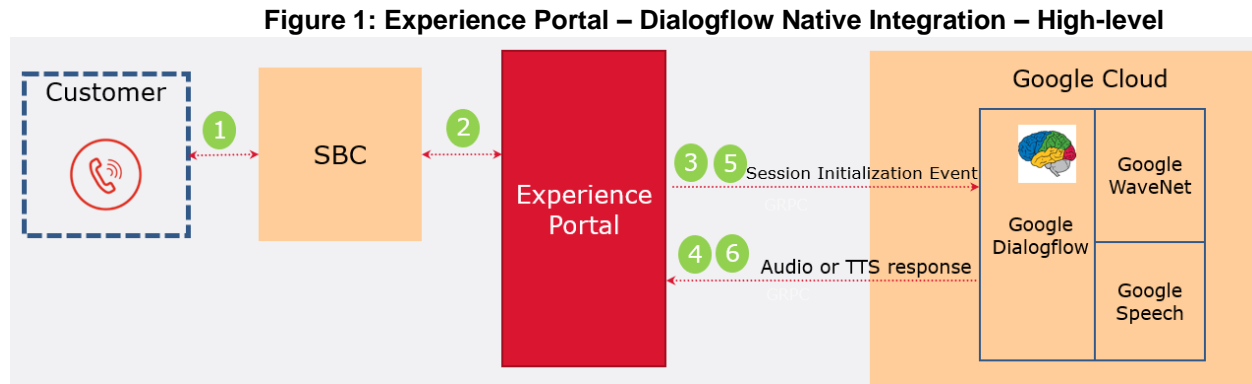 Figure 1: Experience Portal – Dialogflow Native Integration – High-level
Customer
1
SBC
2
Experience
Portal
3 5
Session Initialization Event
GRPC
4 6
Audio or TTS response
GRPC
Google Cloud
Google
Dialogflow
Google
WaveNet
Google
Speech